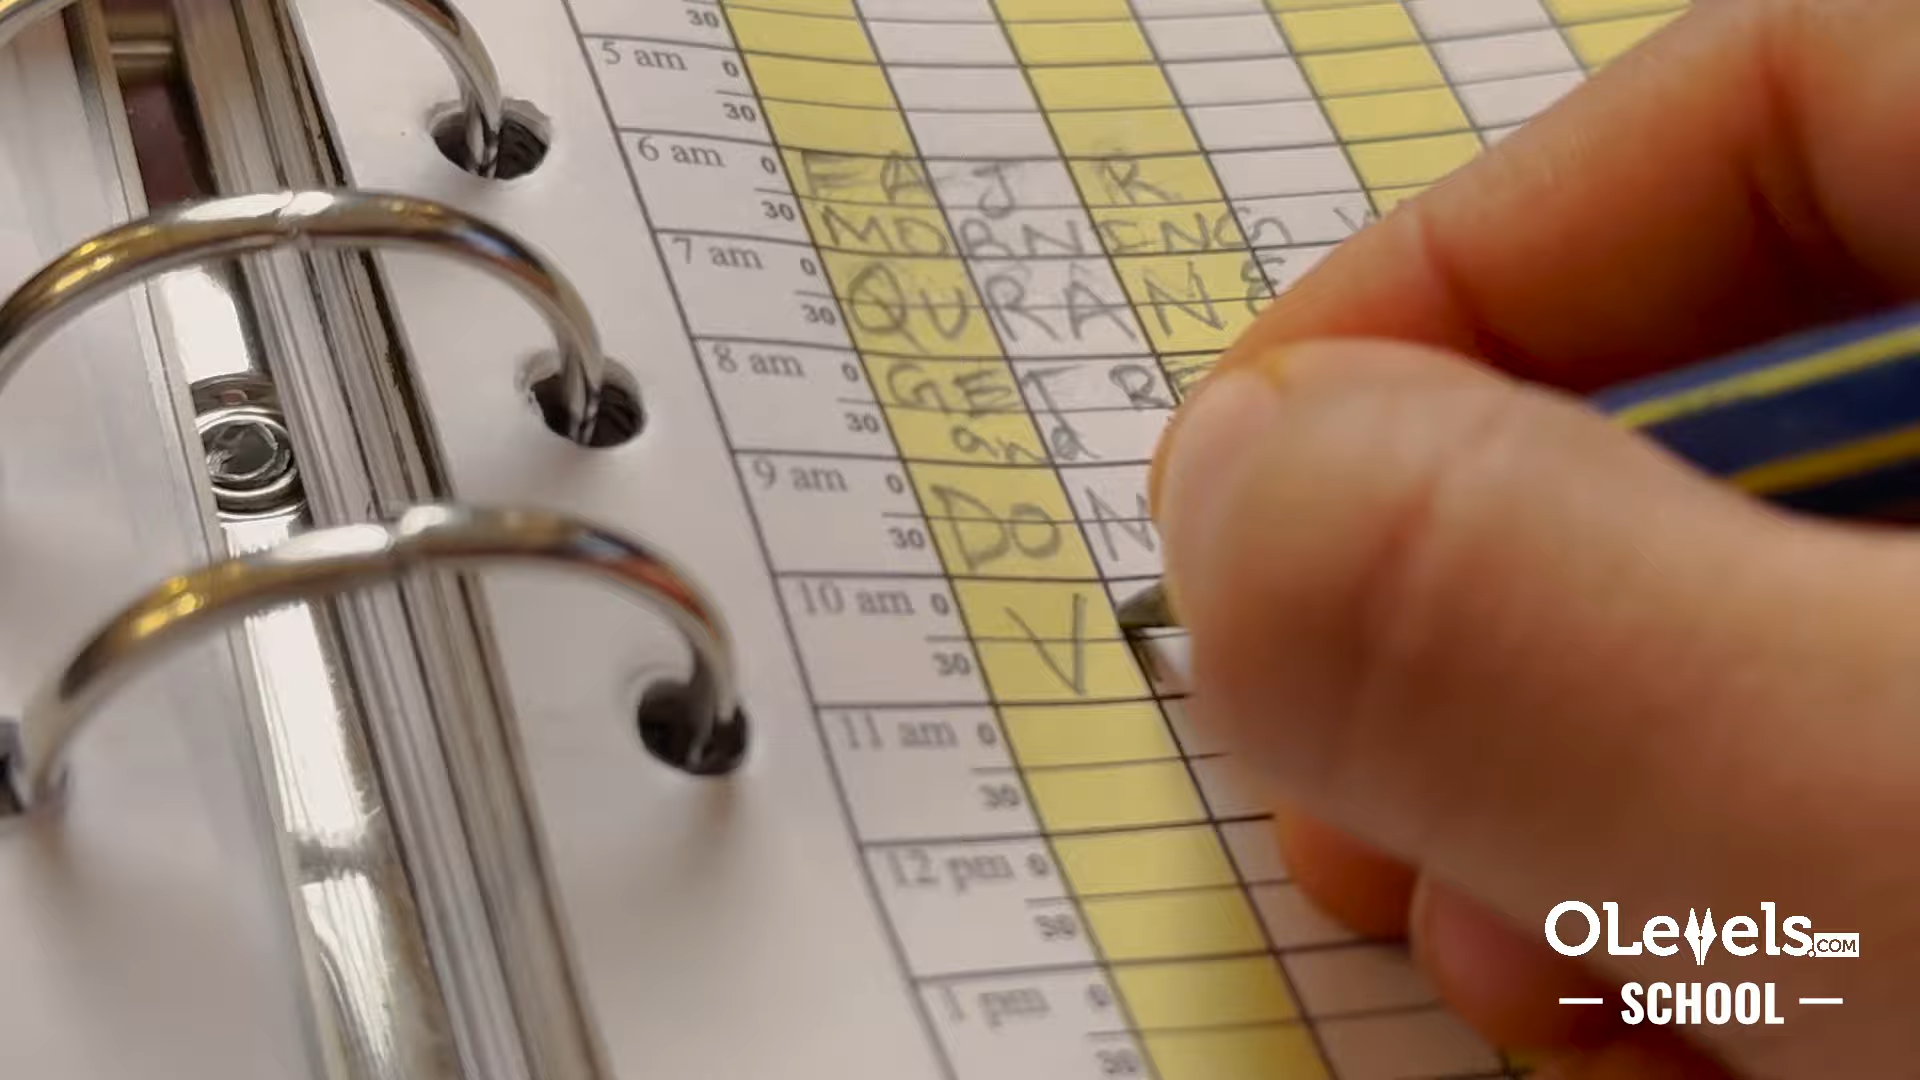 30
5 am 0
30
6 am 0 FAJR
30 MORNING
7 am 0 QURAN &
30
8 am 0 GET
30 and
9 am 0
30 DO
10 am 0 V
30
11 am 0
30
12 pm 0
30
1 pm 0
30
OLevels.COM
SCHOOL